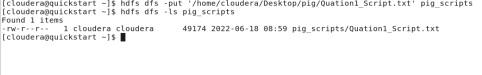 [cloudera@quickstart ~]$ hdfs dfs -put '/home/cloudera/Desktop/pig/Quation1_Script.txt' pig_scripts
[cloudera@quickstart ~]$ hdfs dfs -ls pig_scripts
Found 1 items
-rw-r--r--   1 cloudera cloudera      49174 2022-06-18 08:59 pig_scripts/Quation1_Script.txt
[cloudera@quickstart ~]$